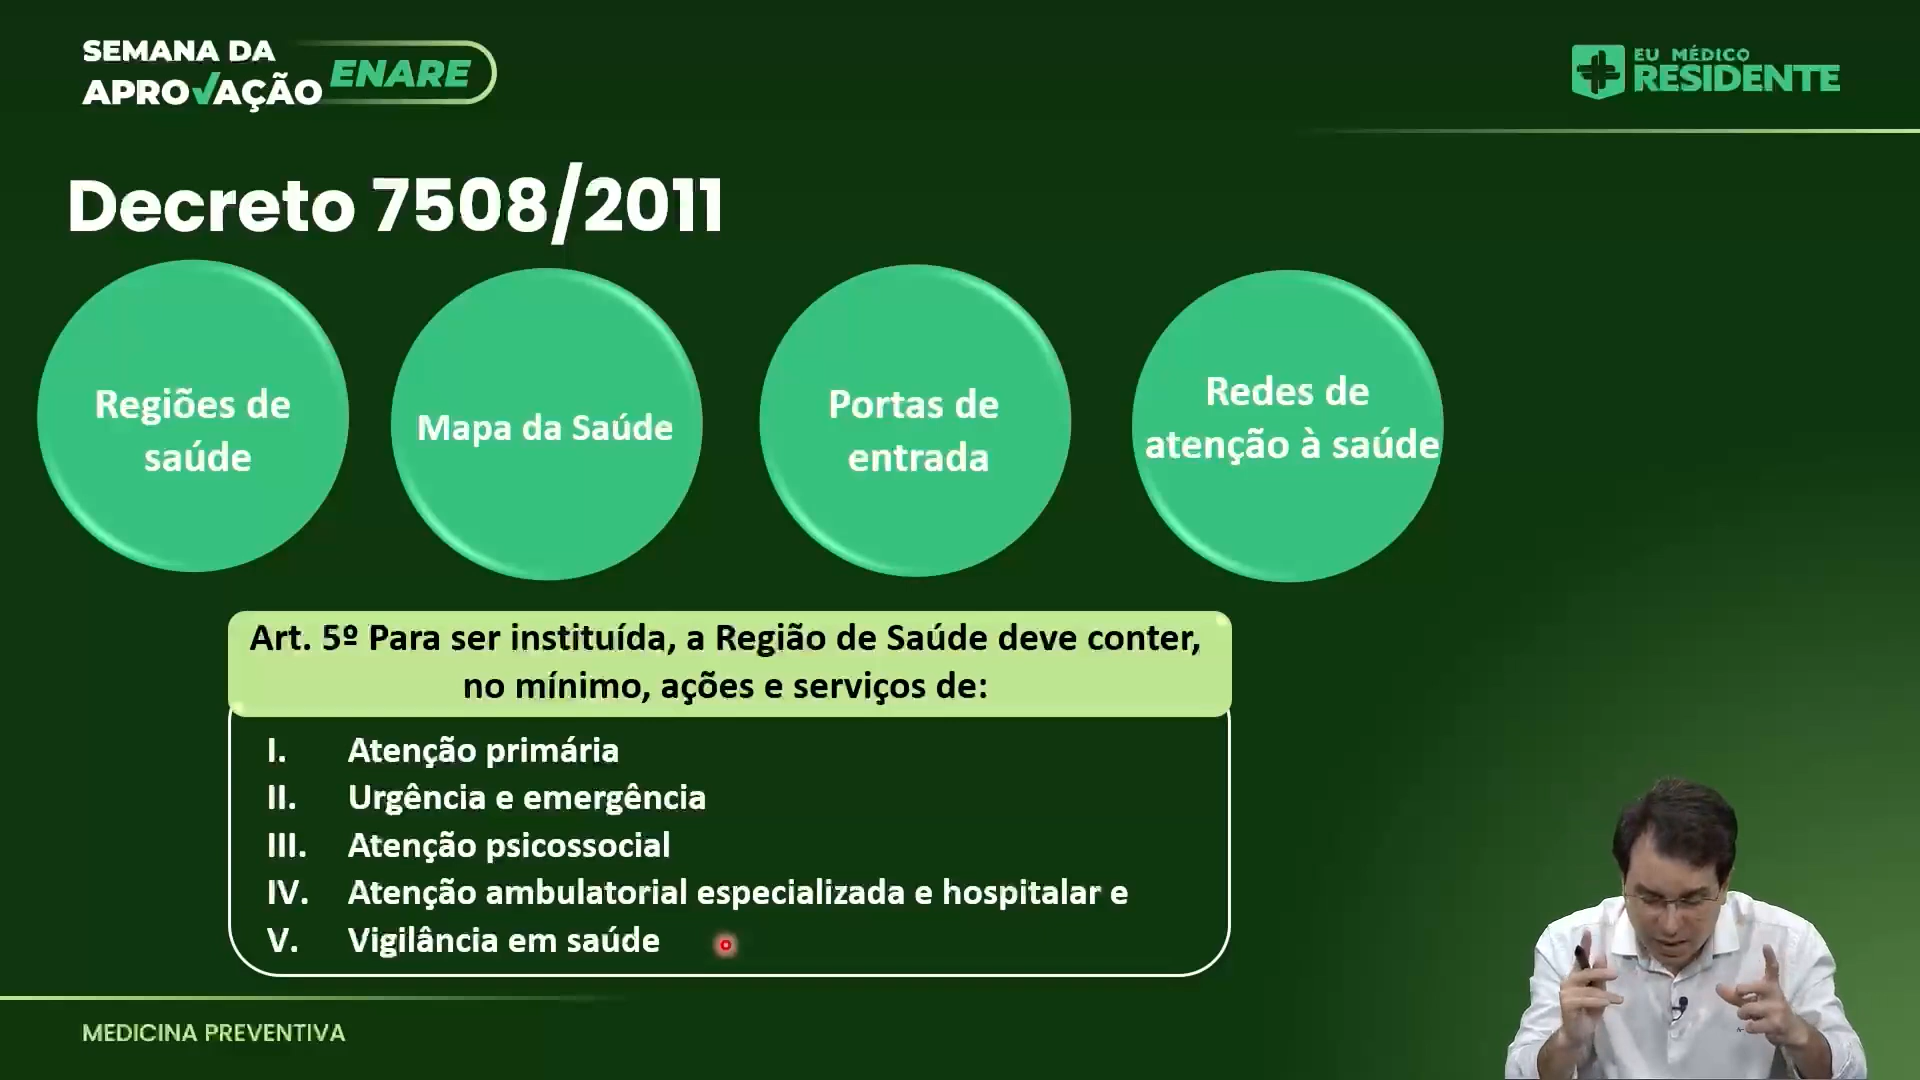 SEMANA DA
APROVAÇÃO ENARE
EU MÉDICO
RESIDENTE
Decreto 7508/2011
Regiões de
saúde
Mapa da Saúde
Portas de
entrada
Redes de
atenção à saúde
Art. 5º Para ser instituída, a Região de Saúde deve conter,
no mínimo, ações e serviços de:
I. Atenção primária
II. Urgência e emergência
III. Atenção psicossocial
IV. Atenção ambulatorial especializada e hospitalar e
V. Vigilância em saúde
MEDICINA PREVENTIVA